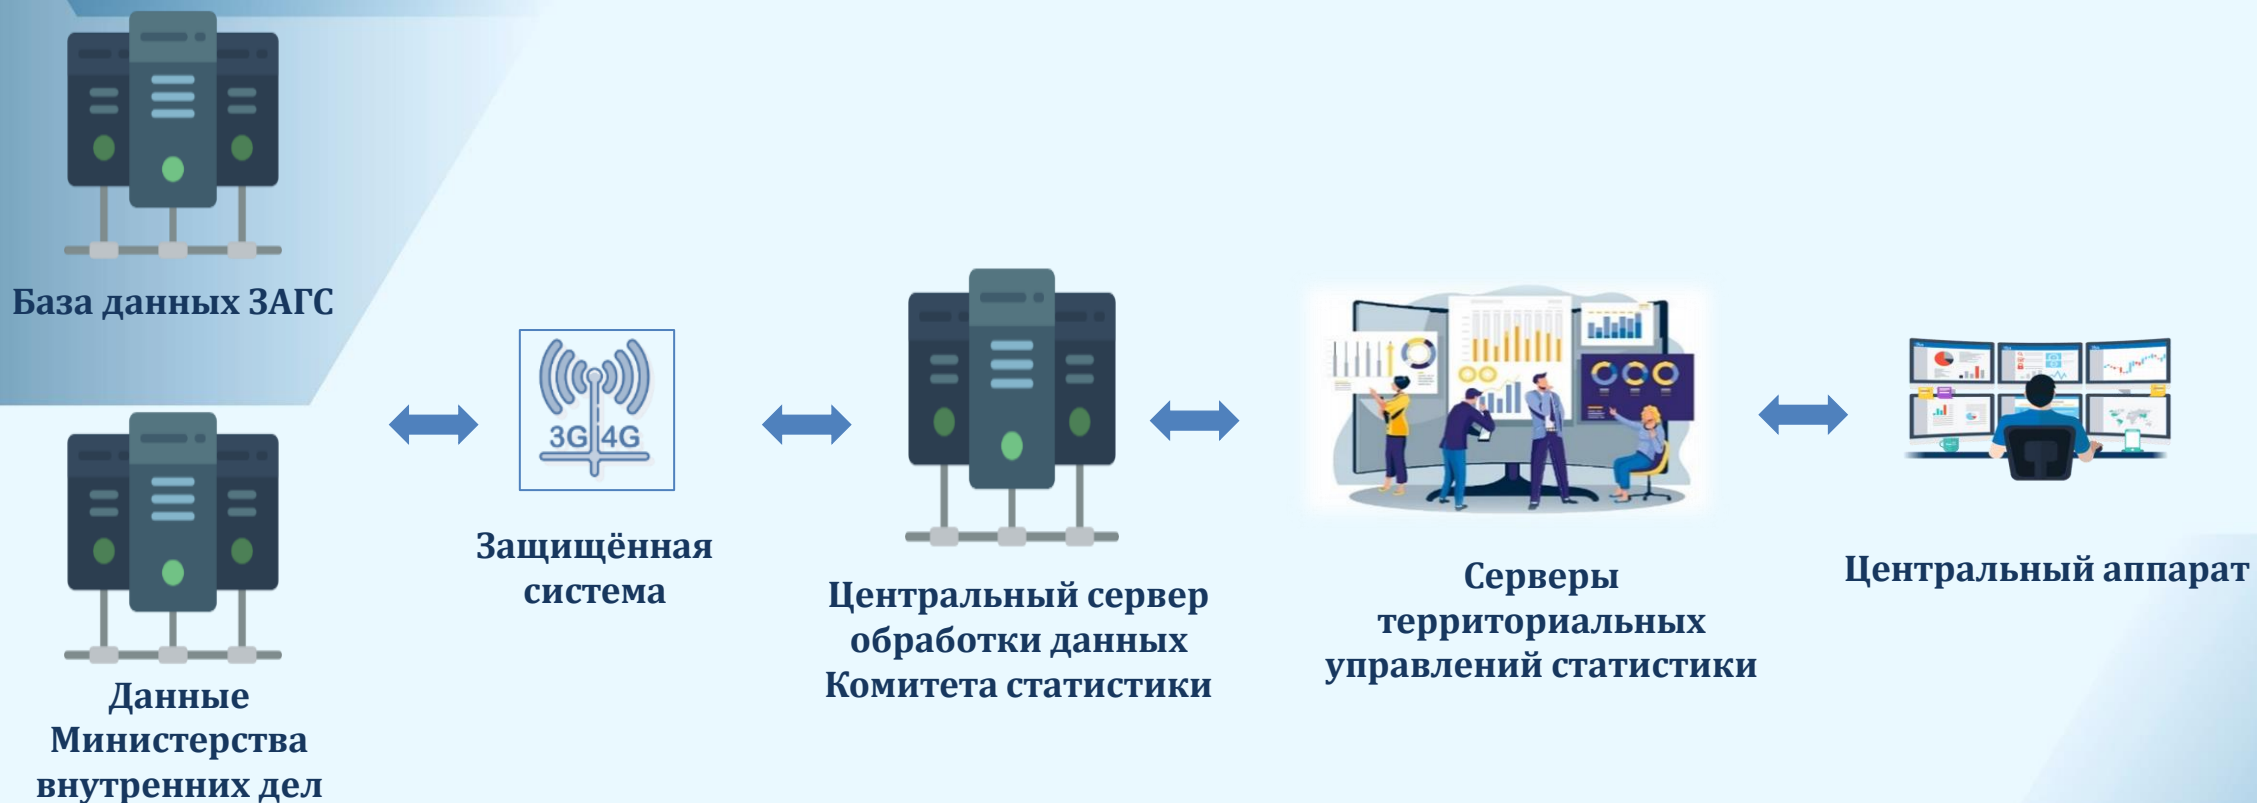 База данных ЗАГС
Данные
Министерства
внутренних дел
3G 4G
Защищённая
система
Центральный сервер
обработки данных
Комитета статистики
Серверы
территориальных
управлений статистики
Центральный аппарат